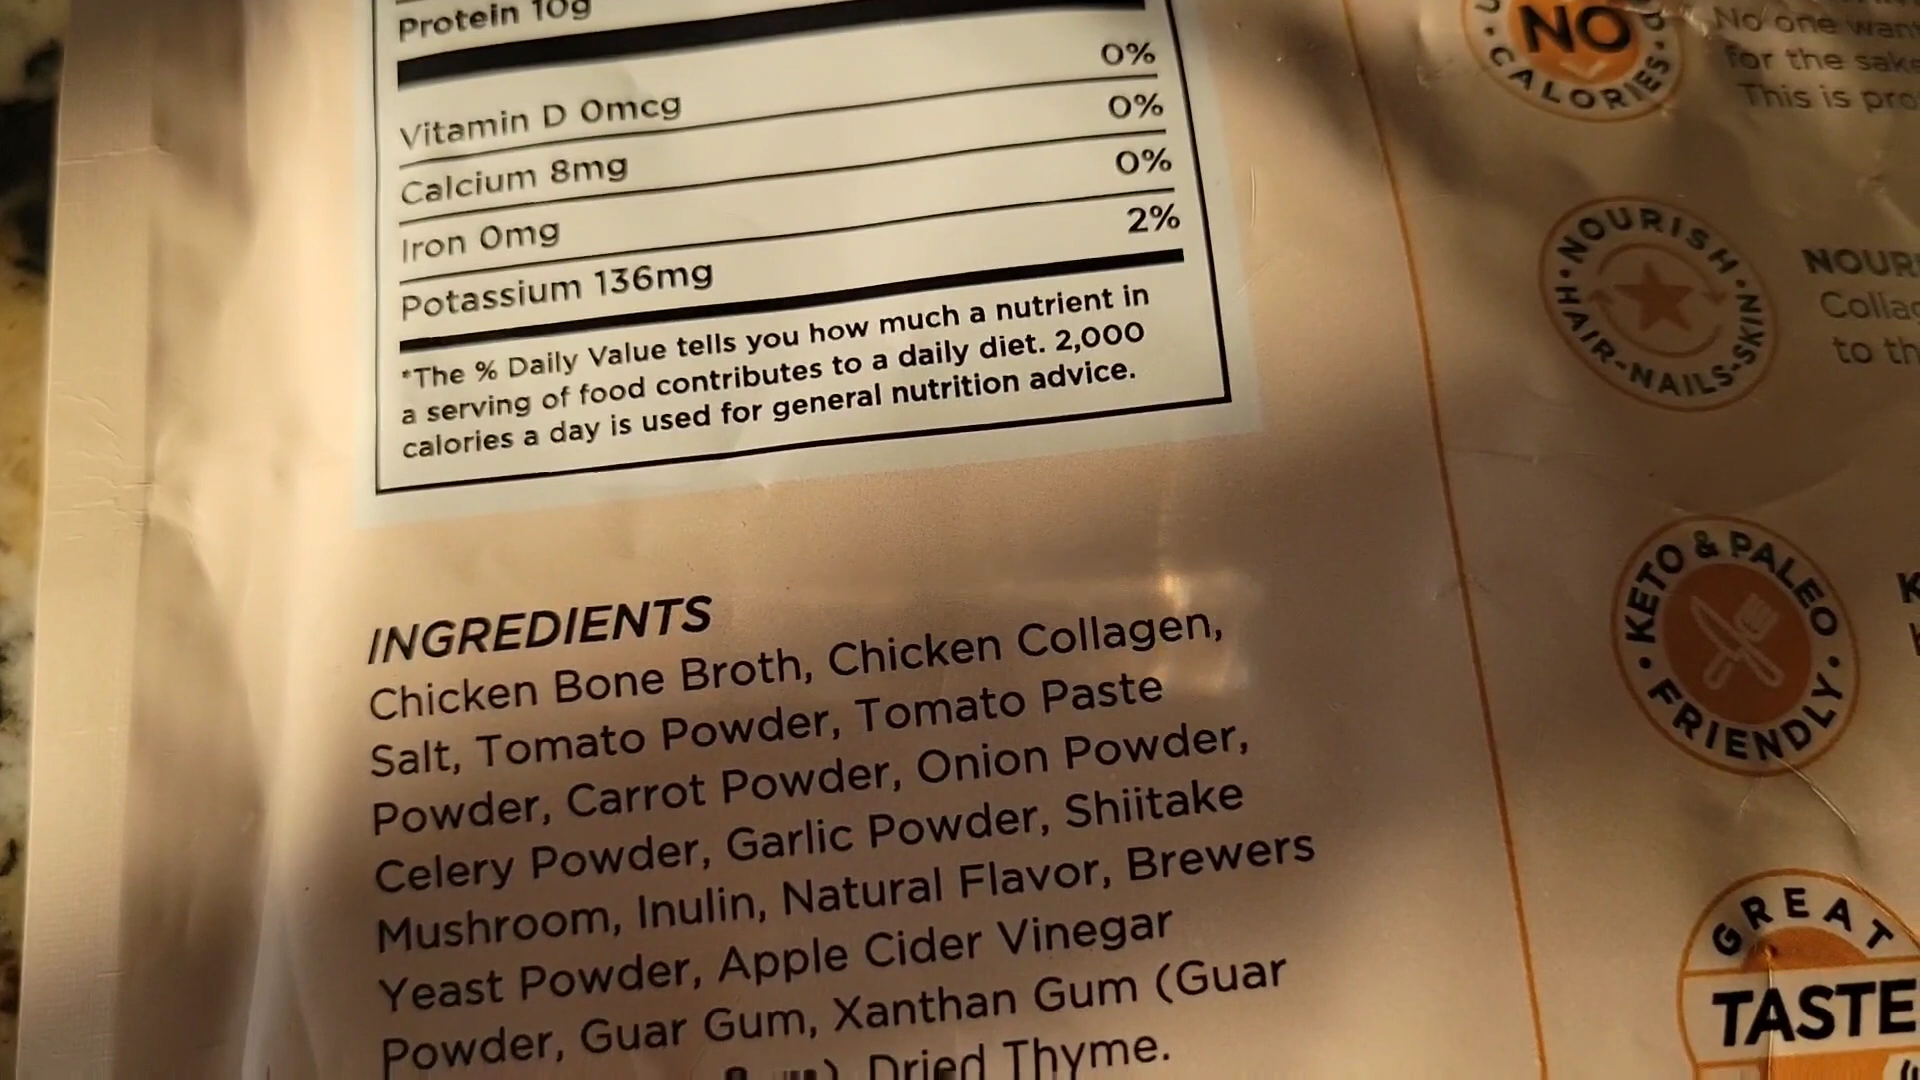 Protein 10g
Vitamin D 0mcg 0%
Calcium 8mg 0%
Iron 0mg 0%
Potassium 136mg 2%
*The % Daily Value tells you how much a nutrient in
a serving of food contributes to a daily diet. 2,000
calories a day is used for general nutrition advice.
INGREDIENTS
Chicken Bone Broth, Chicken Collagen,
Salt, Tomato Powder, Tomato Paste
Powder, Carrot Powder, Onion Powder,
Celery Powder, Garlic Powder, Shiitake
Mushroom, Inulin, Natural Flavor, Brewers
Yeast Powder, Apple Cider Vinegar
Powder, Guar Gum, Xanthan Gum (Guar
Dried Thyme.
NO
CALORIES
No one want
for the sake
This is pro
NOURISH
HAIR-NAILS-SKIN
NOUR
Collag
to th
KETO & PALEO
FRIENDLY
K
GREAT
TASTE